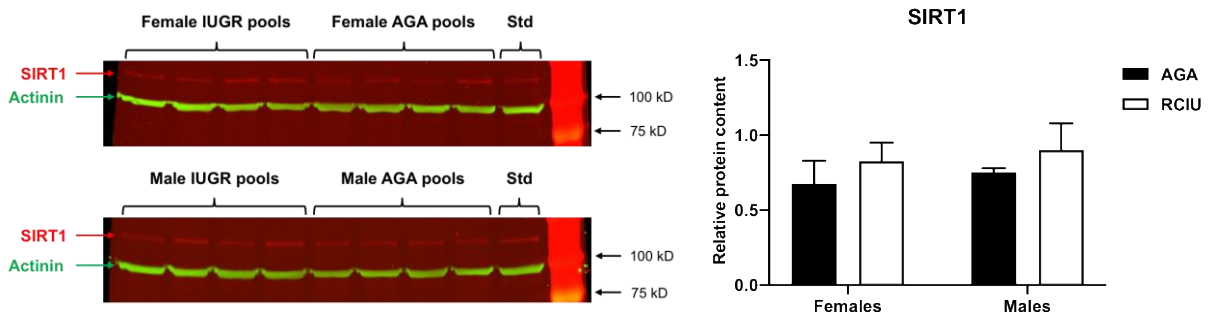 Female IUGR pools Female AGA pools Std
SIRT1
Actinin
100 kD
75 kD
Male IUGR pools Male AGA pools Std
SIRT1
Actinin
100 kD
75 kD
SIRT1
Relative protein content
1.5
1.0
0.5
0.0
Females Males
AGA
RCIU